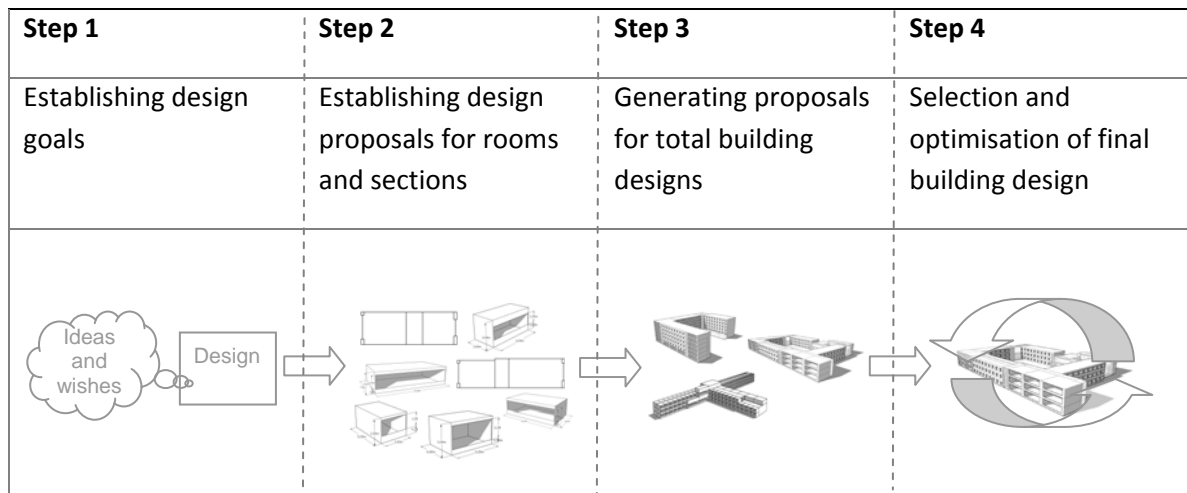 Step 1
Step 2
Step 3
Step 4
Establishing design
goals
Establishing design
proposals for rooms
and sections
Generating proposals
for total building
designs
Selection and
optimisation of final
building design
Ideas
and
wishes
Design